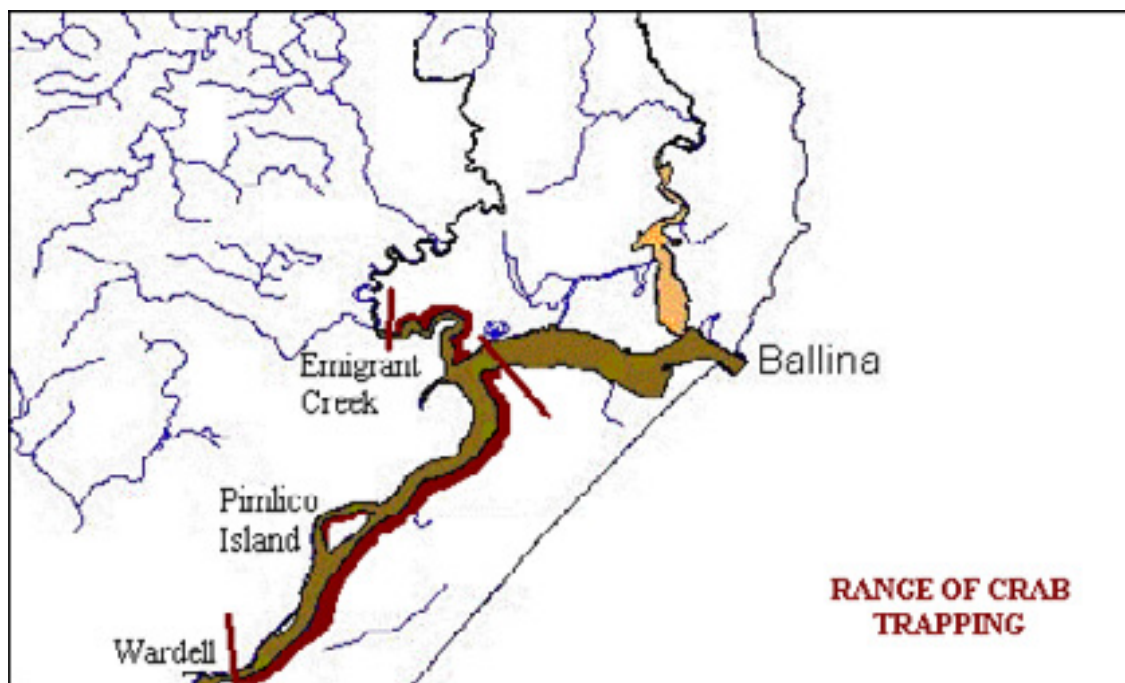 Ballina
Emigrant
Creek
Pimlico
Island
RANGE OF CRAB
TRAPPING
Wardell